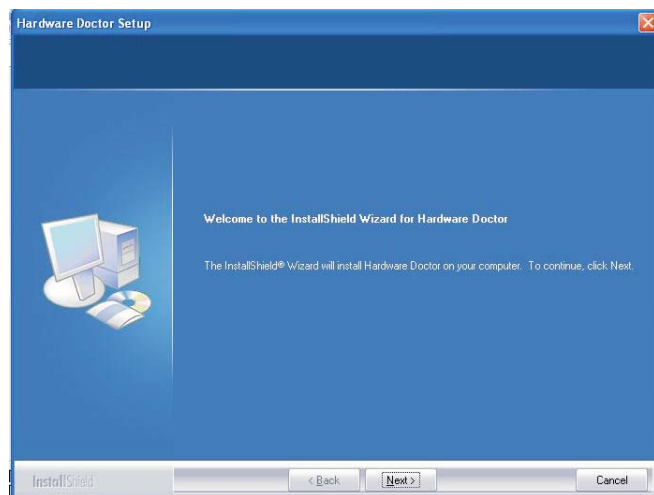 Hardware Doctor Setup
Welcome to the InstallShield Wizard for Hardware Doctor
The InstallShield® Wizard will install Hardware Doctor on your computer. To continue, click Next.
InstallShield
< Back
Next >
Cancel